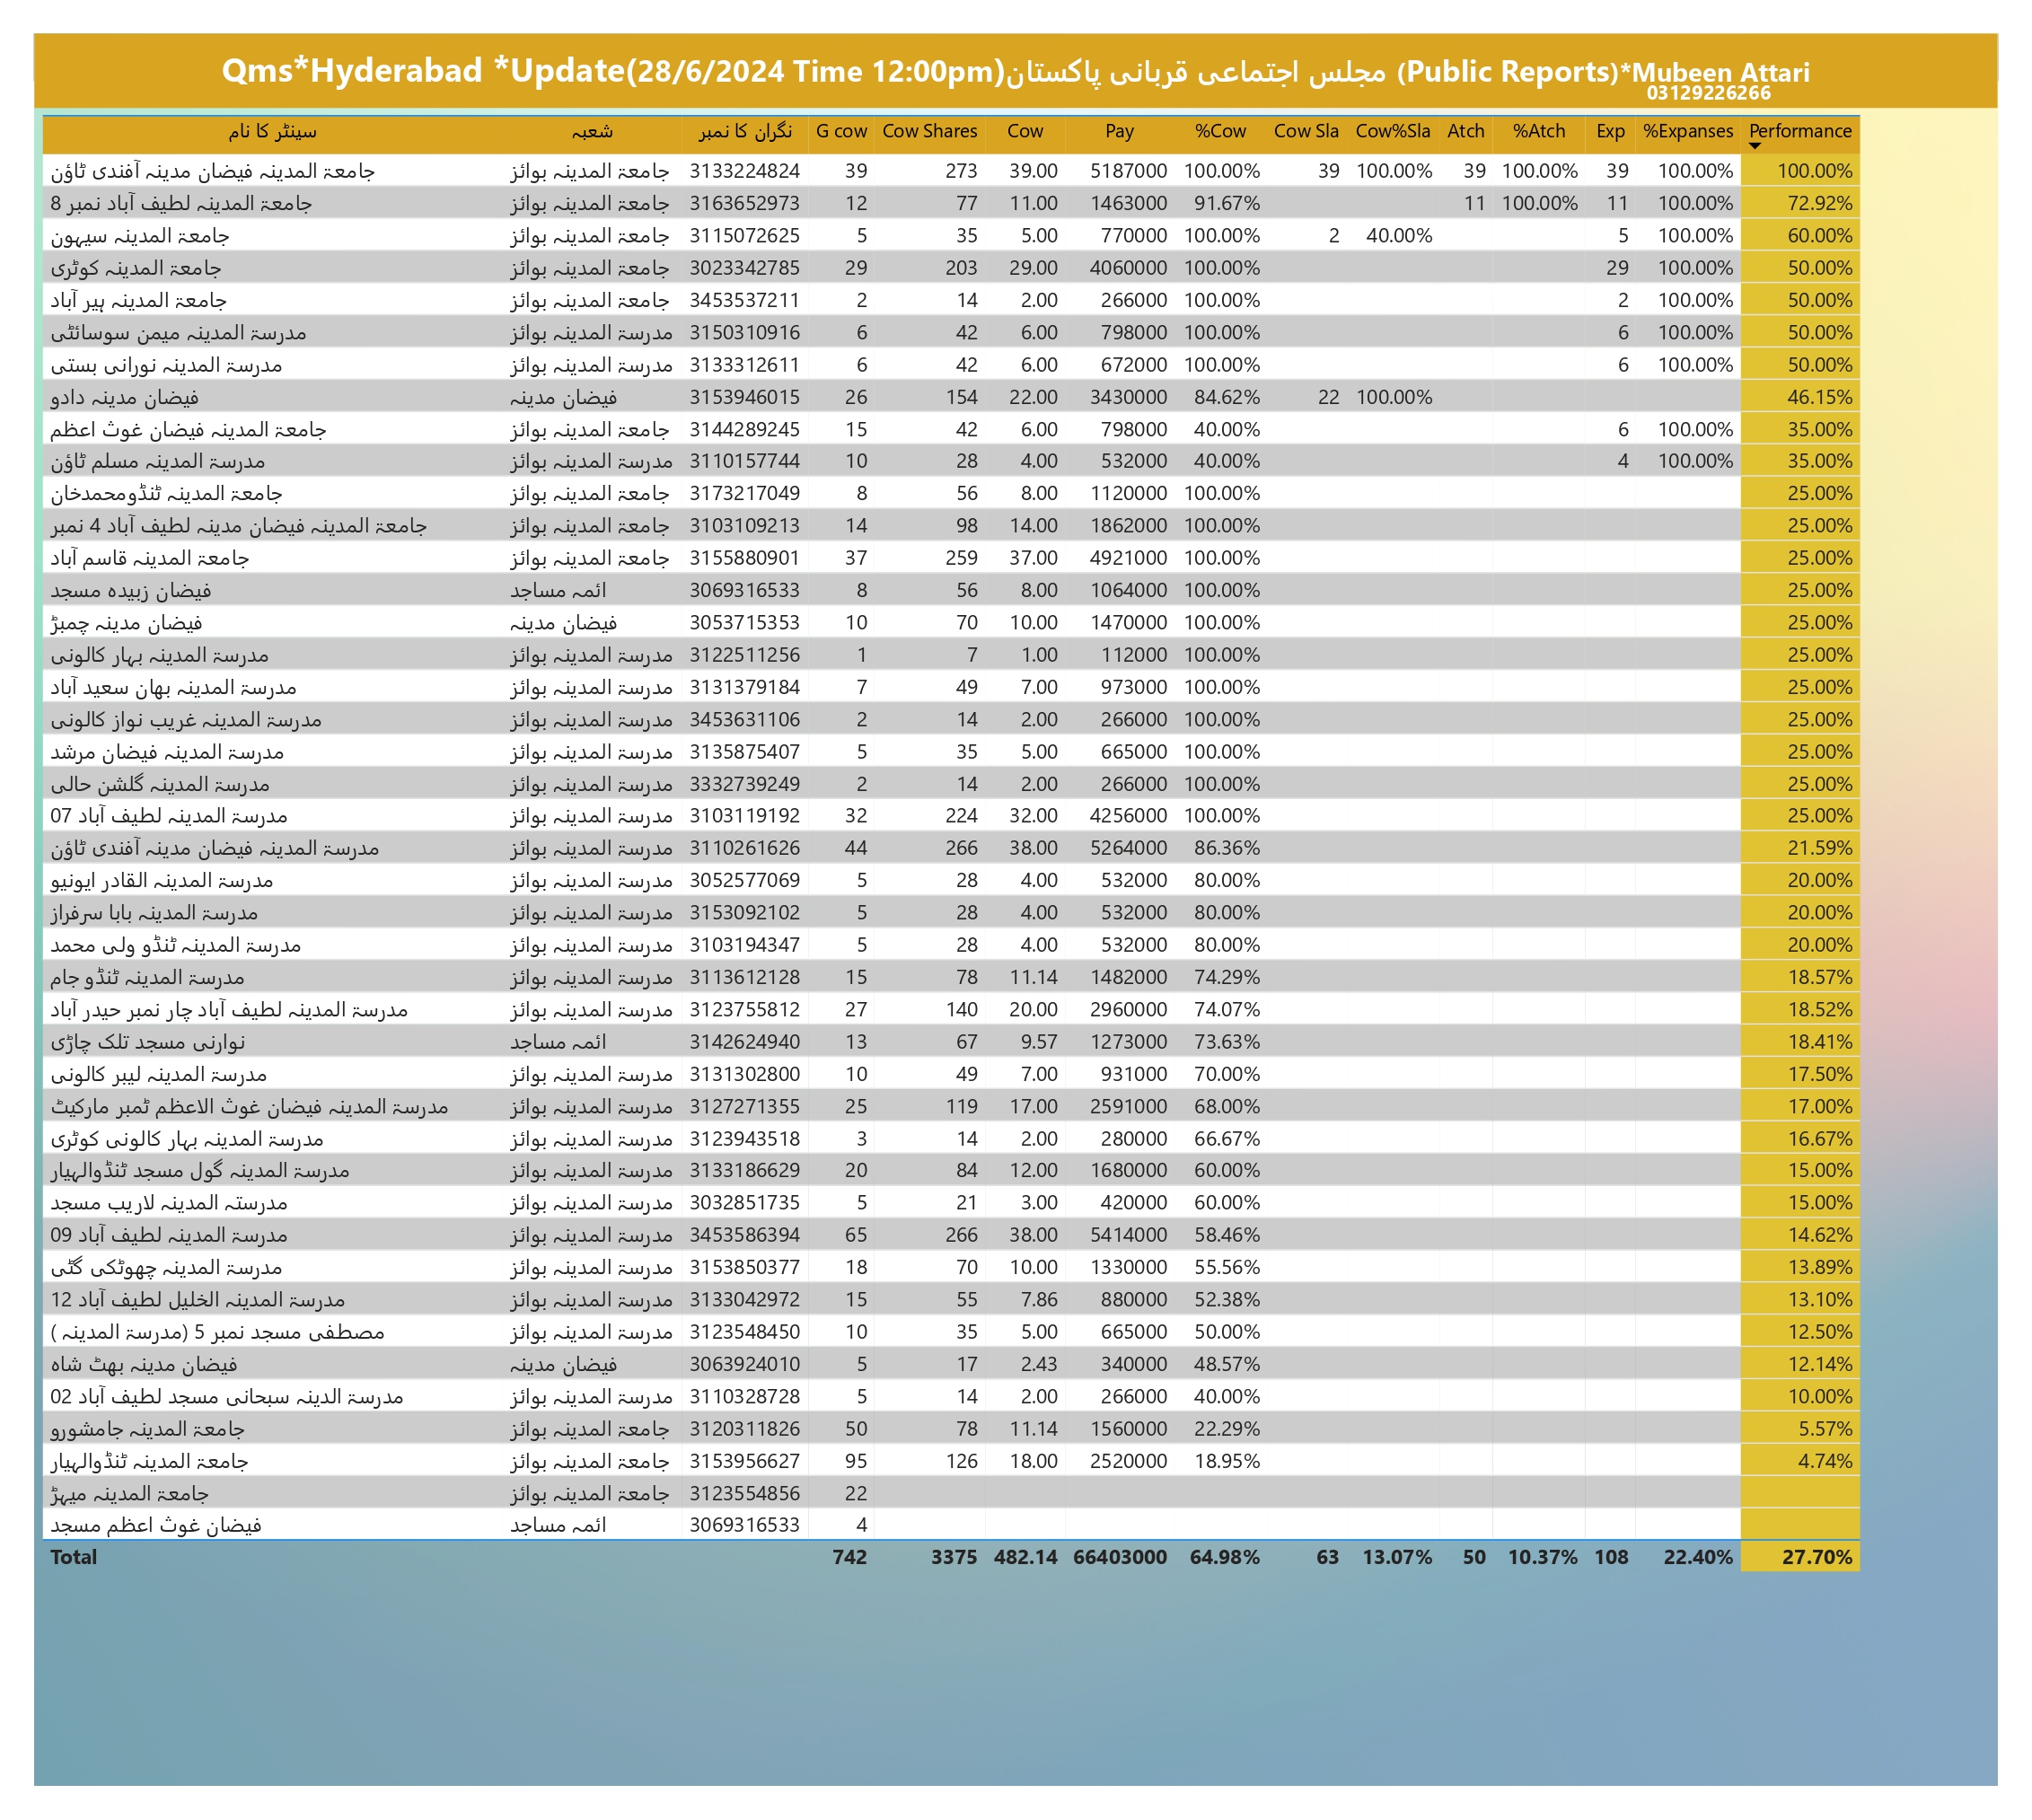 Qms*Hyderabad *Update(28/6/2024 Time 12:00pm)مجلس اجتماعی قربانی پاکستان (Public Reports)*Mubeen Attari
03129226266
سینٹر کا نام شعبہ نگران کا نمبر G cow Cow Shares Cow Pay %Cow Cow Sla Cow%Sla Atch %Atch Exp %Expanses Performance
جامعۃ المدینہ فیضان مدینہ آفندی ٹاؤن جامعۃ المدینہ بوائز 3133224824 39 273 39.00 5187000 100.00% 39 100.00% 39 100.00% 39 100.00% 100.00%
جامعۃ المدینہ لطیف آباد نمبر 8 جامعۃ المدینہ بوائز 3163652973 12 77 11.00 1463000 91.67% 11 100.00% 11 100.00% 72.92%
جامعۃ المدینہ سیہون جامعۃ المدینہ بوائز 3115072625 5 35 5.00 770000 100.00% 2 40.00% 5 100.00% 60.00%
جامعۃ المدینہ کوٹری جامعۃ المدینہ بوائز 3023342785 29 203 29.00 4060000 100.00% 29 100.00% 50.00%
جامعۃ المدینہ ہیر آباد جامعۃ المدینہ بوائز 3453537211 2 14 2.00 266000 100.00% 2 100.00% 50.00%
مدرسۃ المدینہ میمن سوسائٹی مدرسۃ المدینہ بوائز 3150310916 6 42 6.00 798000 100.00% 6 100.00% 50.00%
مدرسۃ المدینہ نورانی بستی مدرسۃ المدینہ بوائز 3133312611 6 42 6.00 672000 100.00% 6 100.00% 50.00%
فیضان مدینہ دادو فیضان مدینہ 3153946015 26 154 22.00 3430000 84.62% 22 100.00% 46.15%
جامعۃ المدینہ فیضان غوث اعظم جامعۃ المدینہ بوائز 3144289245 15 42 6.00 798000 40.00% 6 100.00% 35.00%
مدرسۃ المدینہ مسلم ٹاؤن مدرسۃ المدینہ بوائز 3110157744 10 28 4.00 532000 40.00% 4 100.00% 35.00%
جامعۃ المدینہ ٹنڈومحمدخان جامعۃ المدینہ بوائز 3173217049 8 56 8.00 1120000 100.00% 25.00%
جامعۃ المدینہ فیضان مدینہ لطیف آباد 4 نمبر جامعۃ المدینہ بوائز 3103109213 14 98 14.00 1862000 100.00% 25.00%
جامعۃ المدینہ قاسم آباد جامعۃ المدینہ بوائز 3155880901 37 259 37.00 4921000 100.00% 25.00%
فیضان زبیدہ مسجد ائمہ مساجد 3069316533 8 56 8.00 1064000 100.00% 25.00%
فیضان مدینہ چمبڑ فیضان مدینہ 3053715353 10 70 10.00 1470000 100.00% 25.00%
مدرسۃ المدینہ بہار کالونی مدرسۃ المدینہ بوائز 3122511256 1 7 1.00 112000 100.00% 25.00%
مدرسۃ المدینہ بھان سعید آباد مدرسۃ المدینہ بوائز 3131379184 7 49 7.00 973000 100.00% 25.00%
مدرسۃ المدینہ غریب نواز کالونی مدرسۃ المدینہ بوائز 3453631106 2 14 2.00 266000 100.00% 25.00%
مدرسۃ المدینہ فیضان مرشد مدرسۃ المدینہ بوائز 3135875407 5 35 5.00 665000 100.00% 25.00%
مدرسۃ المدینہ گلشن حالی مدرسۃ المدینہ بوائز 3332739249 2 14 2.00 266000 100.00% 25.00%
مدرسۃ المدینہ لطیف آباد 07 مدرسۃ المدینہ بوائز 3103119192 32 224 32.00 4256000 100.00% 25.00%
مدرسۃ المدینہ فیضان مدینہ آفندی ٹاؤن مدرسۃ المدینہ بوائز 3110261626 44 266 38.00 5264000 86.36% 21.59%
مدرسۃ المدینہ القادر ایونیو مدرسۃ المدینہ بوائز 3052577069 5 28 4.00 532000 80.00% 20.00%
مدرسۃ المدینہ بابا سرفراز مدرسۃ المدینہ بوائز 3153092102 5 28 4.00 532000 80.00% 20.00%
مدرسۃ المدینہ ٹنڈو ولی محمد مدرسۃ المدینہ بوائز 3103194347 5 28 4.00 532000 80.00% 20.00%
مدرسۃ المدینہ ٹنڈو جام مدرسۃ المدینہ بوائز 3113612128 15 78 11.14 1482000 74.29% 18.57%
مدرسۃ المدینہ لطیف آباد چار نمبر حیدر آباد مدرسۃ المدینہ بوائز 3123755812 27 140 20.00 2960000 74.07% 18.52%
نوارنی مسجد تلک چاڑی ائمہ مساجد 3142624940 13 67 9.57 1273000 73.63% 18.41%
مدرسۃ المدینہ لیبر کالونی مدرسۃ المدینہ بوائز 3131302800 10 49 7.00 931000 70.00% 17.50%
مدرسۃ المدینہ فیضان غوث الاعظم ٹمبر مارکیٹ مدرسۃ المدینہ بوائز 3127271355 25 119 17.00 2591000 68.00% 17.00%
مدرسۃ المدینہ بہار کالونی کوٹری مدرسۃ المدینہ بوائز 3123943518 3 14 2.00 280000 66.67% 16.67%
مدرسۃ المدینہ گول مسجد ٹنڈوالہیار مدرسۃ المدینہ بوائز 3133186629 20 84 12.00 1680000 60.00% 15.00%
مدرستہ المدینہ لاریب مسجد مدرسۃ المدینہ بوائز 3032851735 5 21 3.00 420000 60.00% 15.00%
مدرسۃ المدینہ لطیف آباد 09 مدرسۃ المدینہ بوائز 3453586394 65 266 38.00 5414000 58.46% 14.62%
مدرسۃ المدینہ چھوٹکی گٹی مدرسۃ المدینہ بوائز 3153850377 18 70 10.00 1330000 55.56% 13.89%
مدرسۃ المدینہ الخلیل لطیف آباد 12 مدرسۃ المدینہ بوائز 3133042972 15 55 7.86 880000 52.38% 13.10%
مصطفی مسجد نمبر 5 (مدرسۃ المدینہ ) مدرسۃ المدینہ بوائز 3123548450 10 35 5.00 665000 50.00% 12.50%
فیضان مدینہ بھٹ شاہ فیضان مدینہ 3063924010 5 17 2.43 340000 48.57% 12.14%
مدرسۃ الدینہ سبحانی مسجد لطیف آباد 02 مدرسۃ المدینہ بوائز 3110328728 5 14 2.00 266000 40.00% 10.00%
جامعۃ المدینہ جامشورو جامعۃ المدینہ بوائز 3120311826 50 78 11.14 1560000 22.29% 5.57%
جامعۃ المدینہ ٹنڈوالہیار جامعۃ المدینہ بوائز 3153956627 95 126 18.00 2520000 18.95% 4.74%
جامعۃ المدینہ میہڑ جامعۃ المدینہ بوائز 3123554856 22
فیضان غوث اعظم مسجد ائمہ مساجد 3069316533 4
Total 742 3375 482.14 66403000 64.98% 63 13.07% 50 10.37% 108 22.40% 27.70%